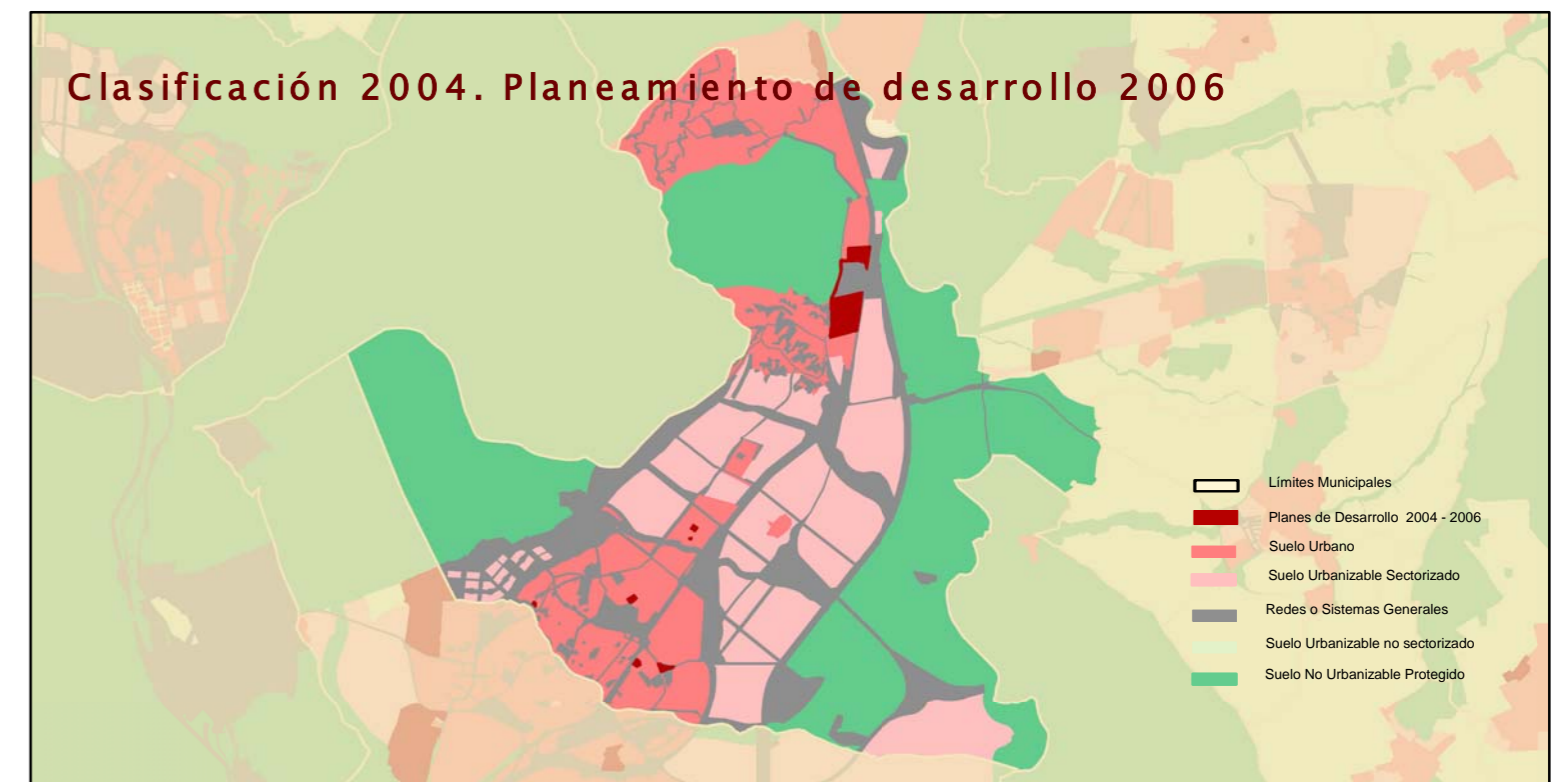 Clasificación 2004. Planeamiento de desarrollo 2006
Límites Municipales
Planes de Desarrollo 2004 - 2006
Suelo Urbano
Suelo Urbanizable Sectorizado
Redes o Sistemas Generales
Suelo Urbanizable no sectorizado
Suelo No Urbanizable Protegido